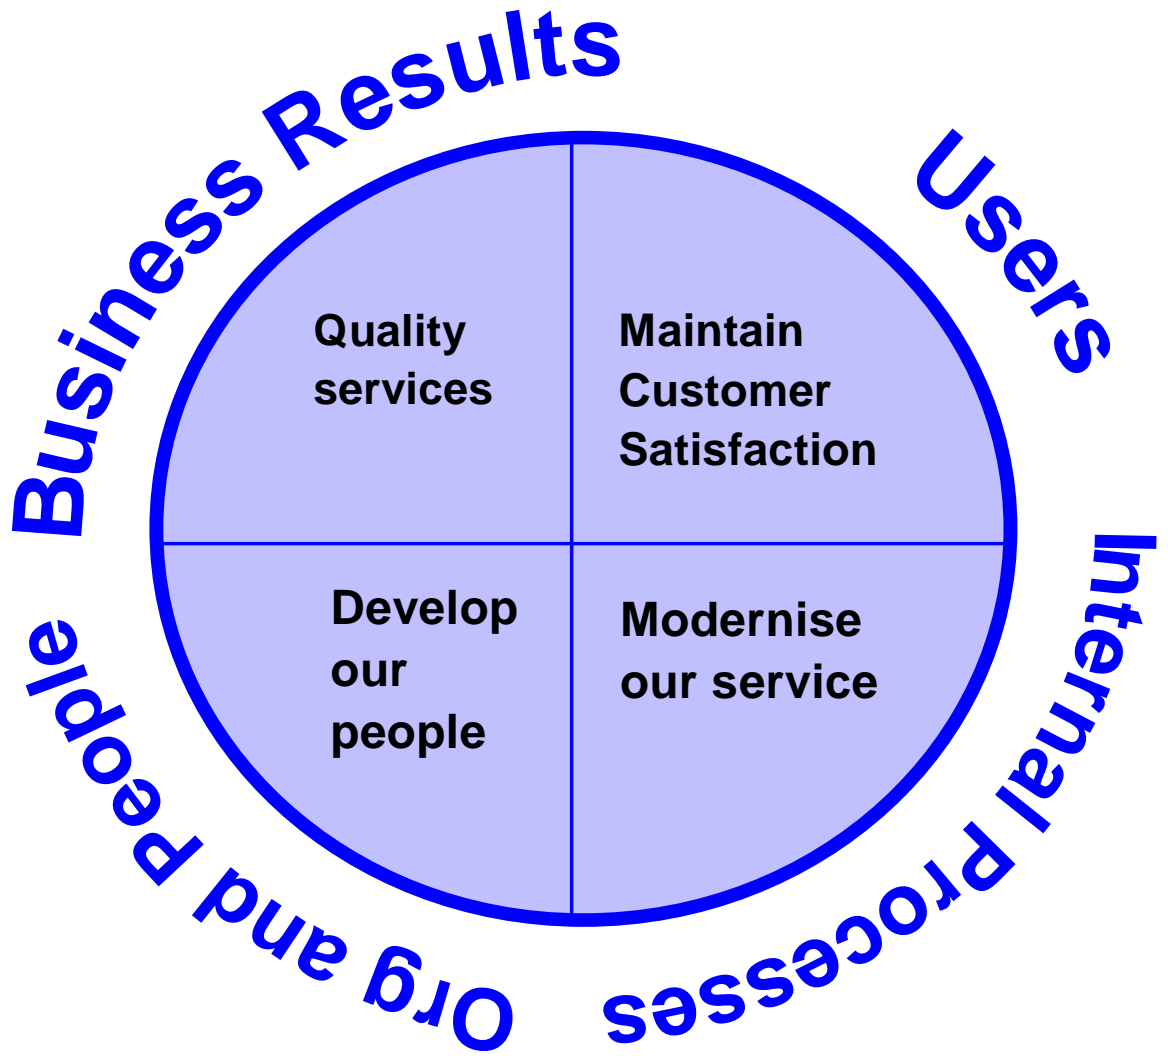 Business Results
Users
Quality
services
Maintain
Customer
Satisfaction
Develop
our
people
Modernise
our service
Org and People
Internal Processes